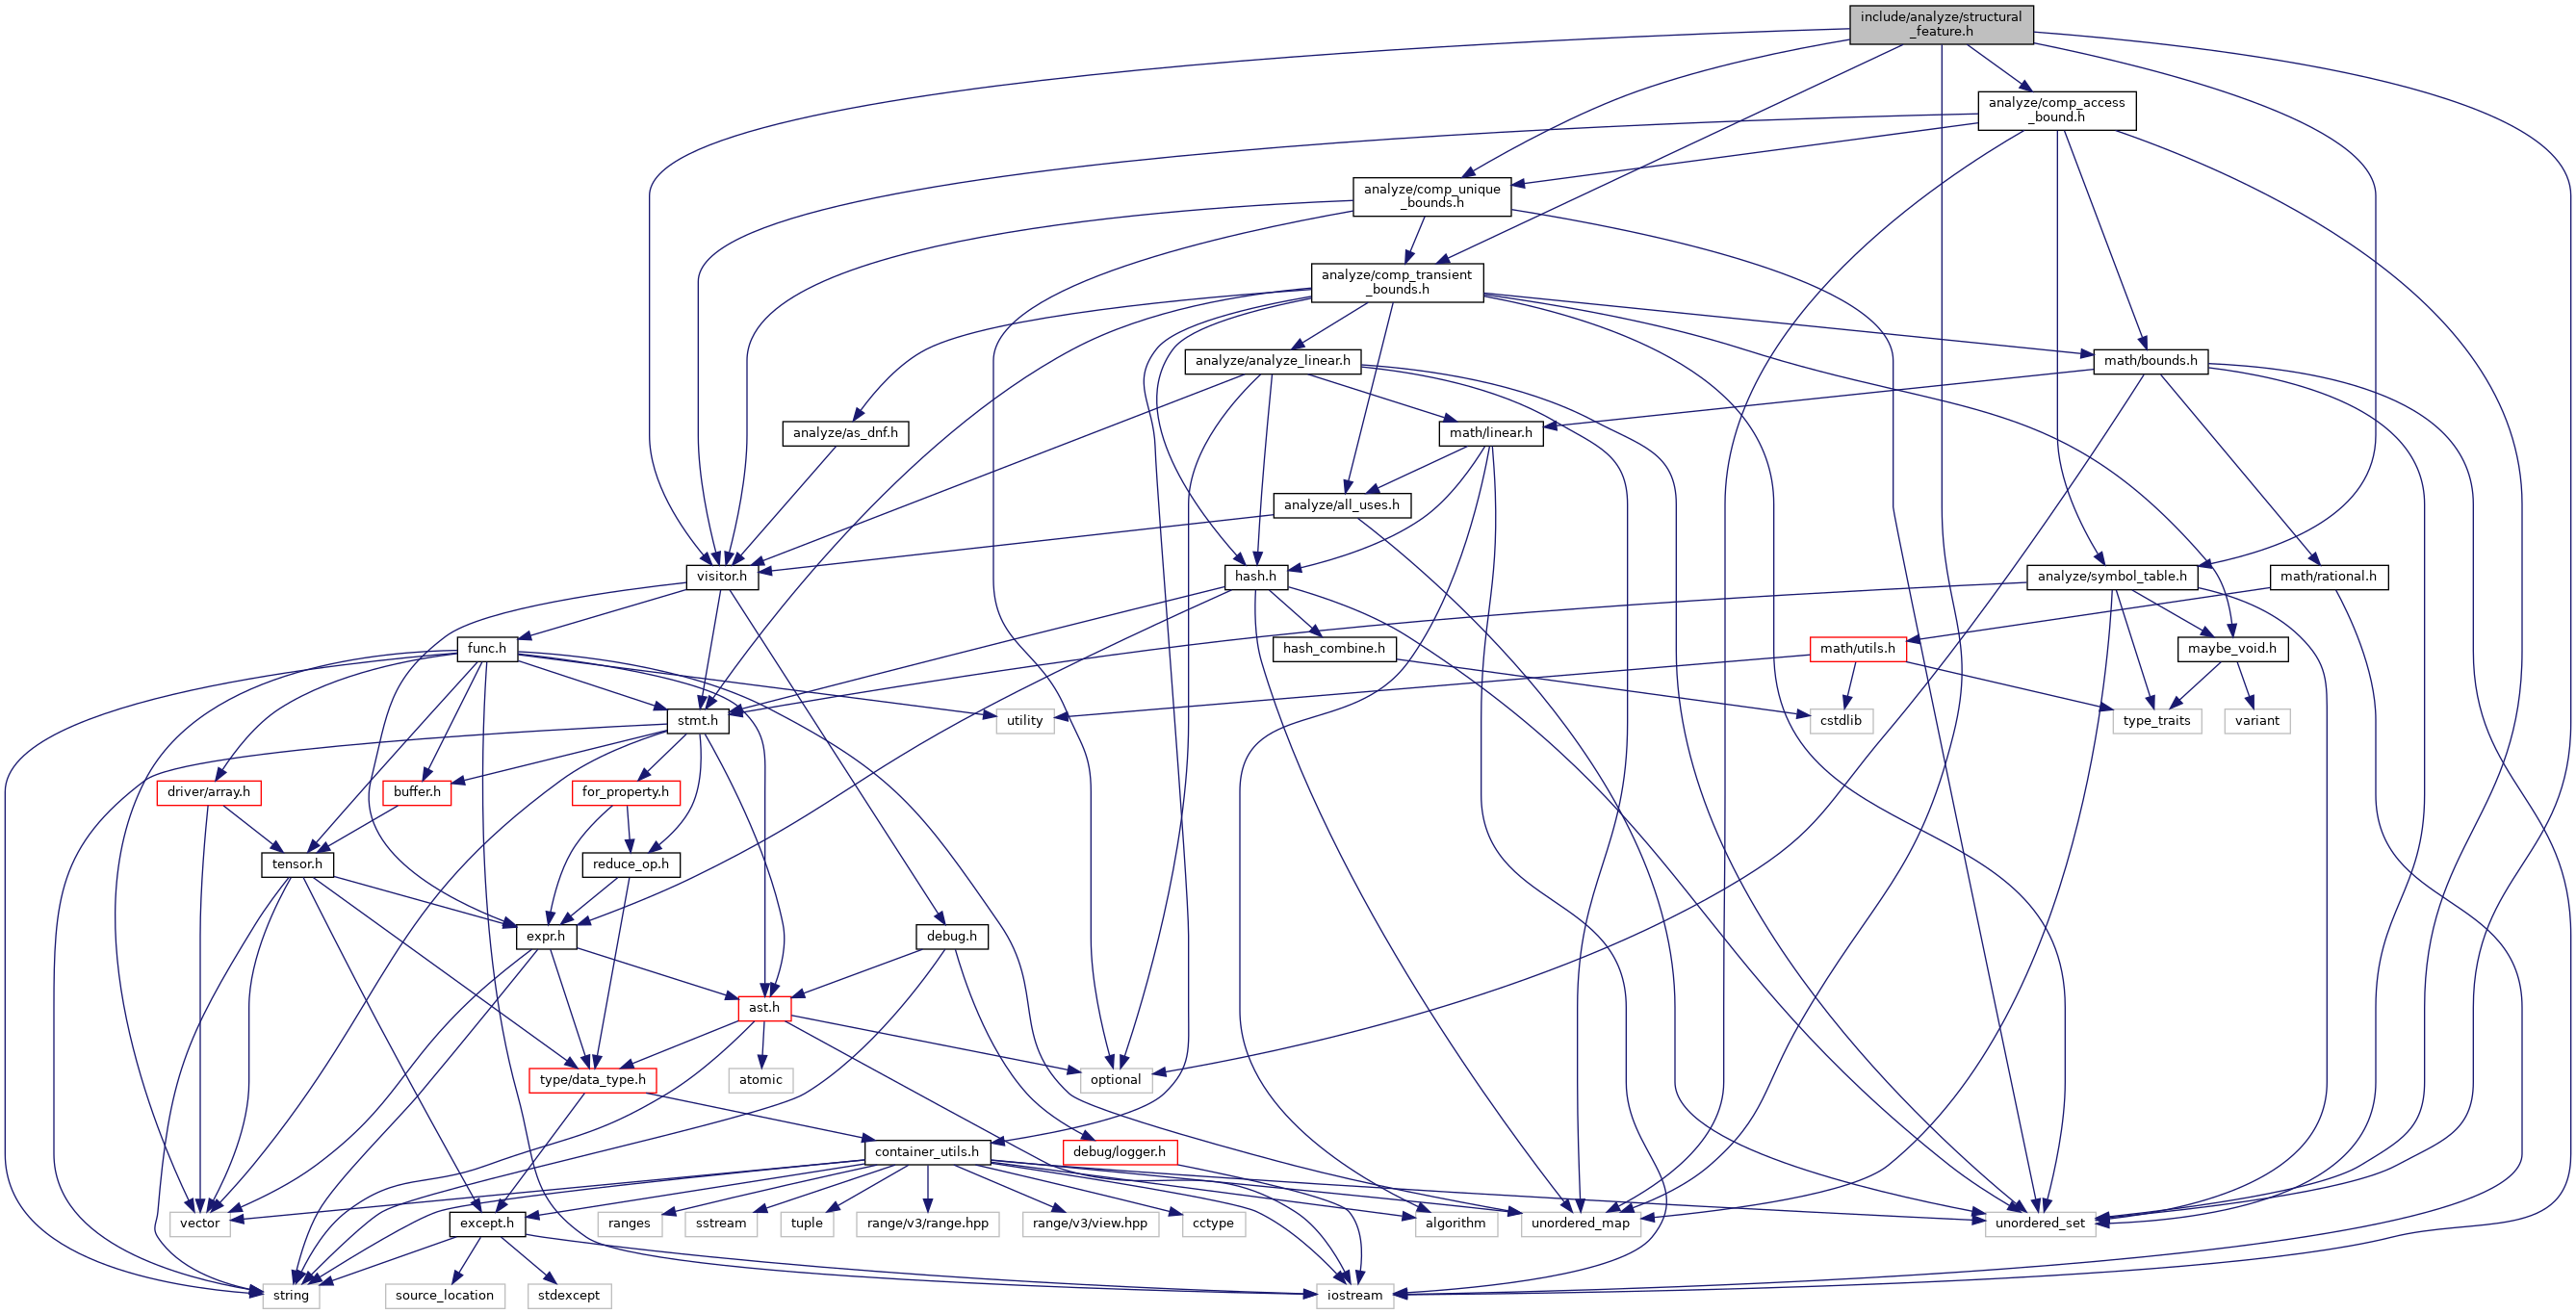 include/analyze/structural
_feature.h
analyze/comp_access
_bound.h
analyze/comp_unique
_bounds.h
analyze/comp_transient
_bounds.h
analyze/analyze_linear.h
math/bounds.h
analyze/as_dnf.h
math/linear.h
analyze/all_uses.h
visitor.h
hash.h
analyze/symbol_table.h
math/rational.h
func.h
hash_combine.h
math/utils.h
maybe_void.h
stmt.h
utility
cstdlib
type_traits
variant
driver/array.h
buffer.h
for_property.h
tensor.h
reduce_op.h
expr.h
debug.h
ast.h
type/data_type.h
atomic
optional
container_utils.h
debug/logger.h
vector
except.h
ranges
sstream
tuple
range/v3/range.hpp
range/v3/view.hpp
cctype
algorithm
unordered_map
unordered_set
string
source_location
stdexcept
iostream